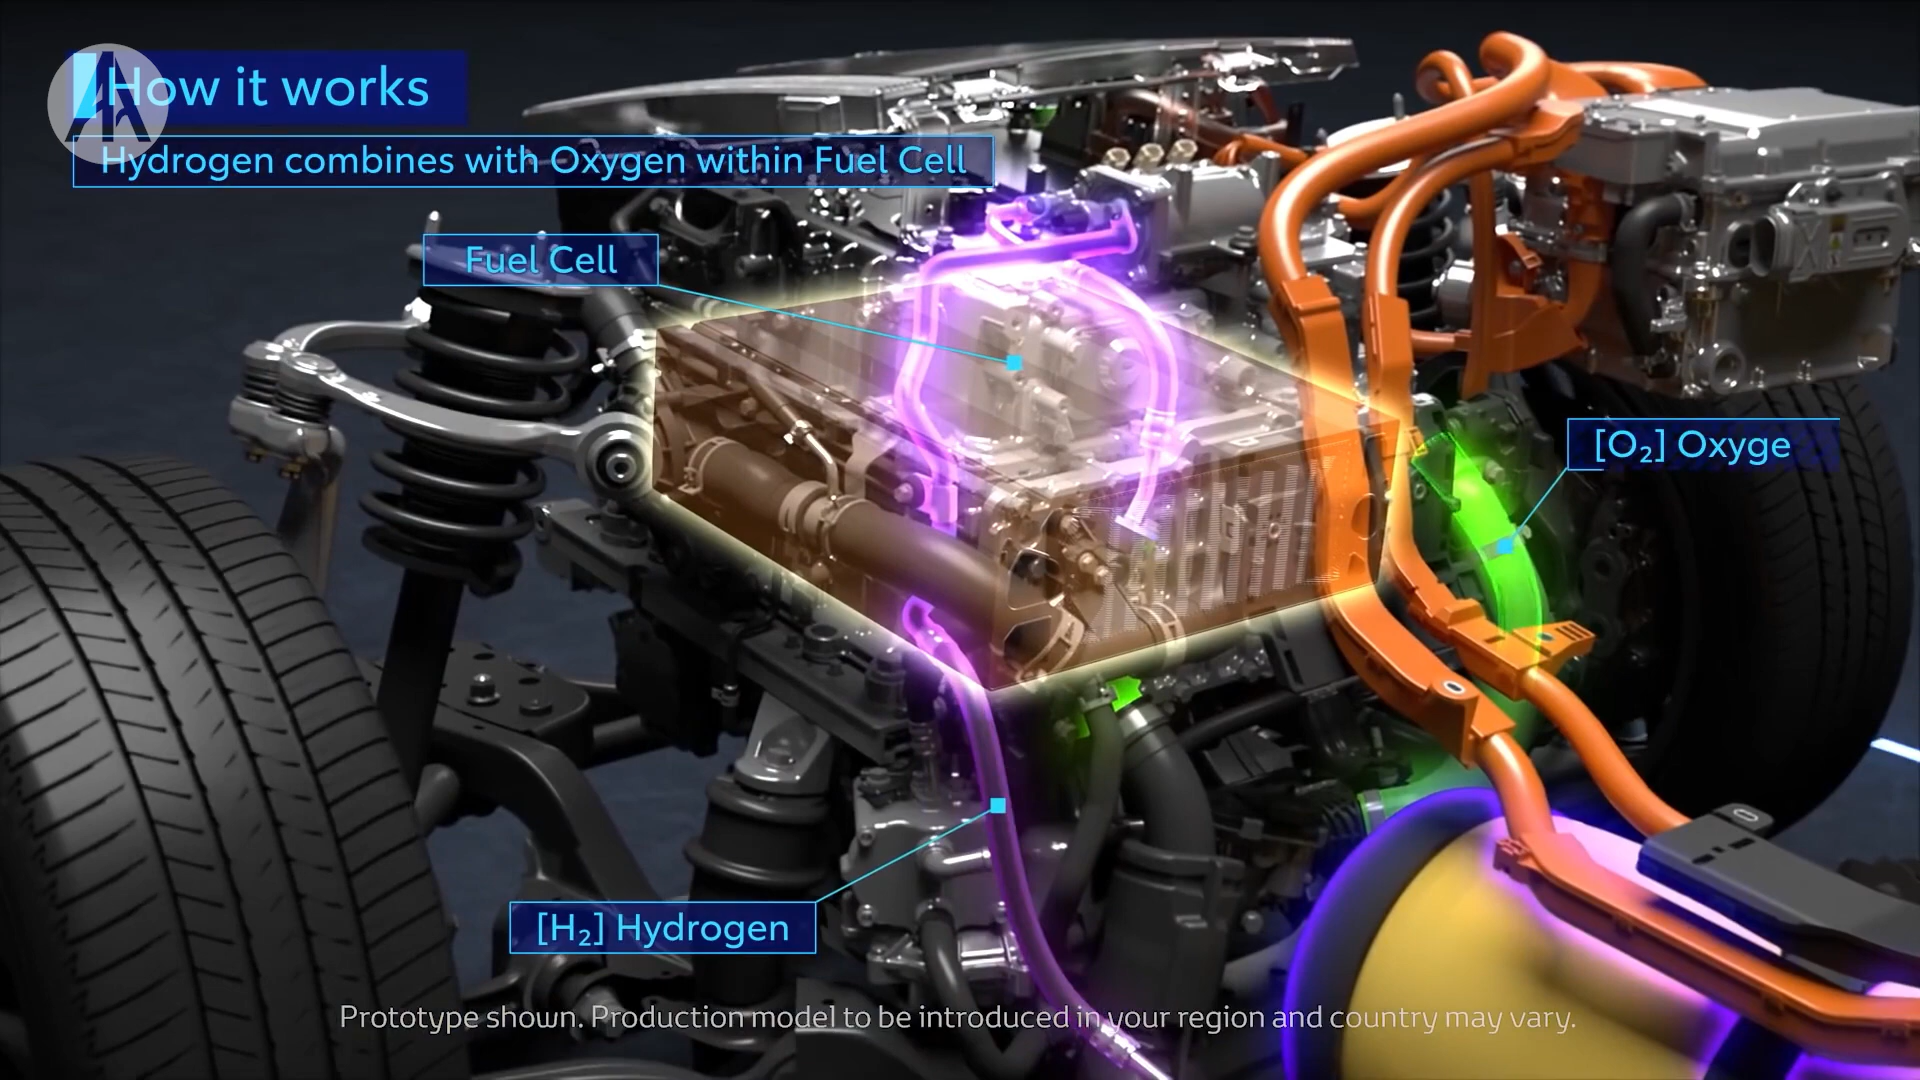 How it works
Hydrogen combines with Oxygen within Fuel Cell
Fuel Cell
[O₂] Oxyge
[H₂] Hydrogen
Prototype shown. Production model to be introduced in your region and country may vary.